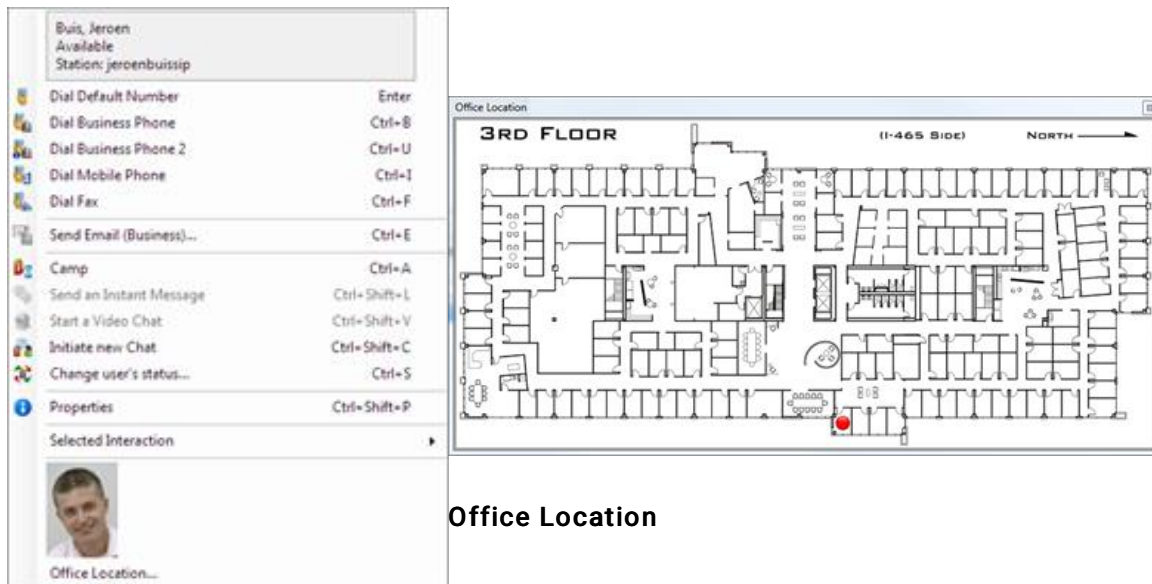 Buis, Jeroen
Available
Station: jeroenbuissip
Dial Default Number Enter
Dial Business Phone Ctrl+B
Dial Business Phone 2 Ctrl+U
Dial Mobile Phone Ctrl+I
Dial Fax Ctrl+F
Send Email (Business)... Ctrl+E
Camp Ctrl+A
Send an Instant Message Ctrl+Shift+L
Start a Video Chat Ctrl+Shift+V
Initiate new Chat Ctrl+Shift+C
Change user's status... Ctrl+S
Properties Ctrl+Shift+P
Selected Interaction
Office Location...
Office Location
3RD FLOOR (I-465 SIDE) NORTH
Office Location